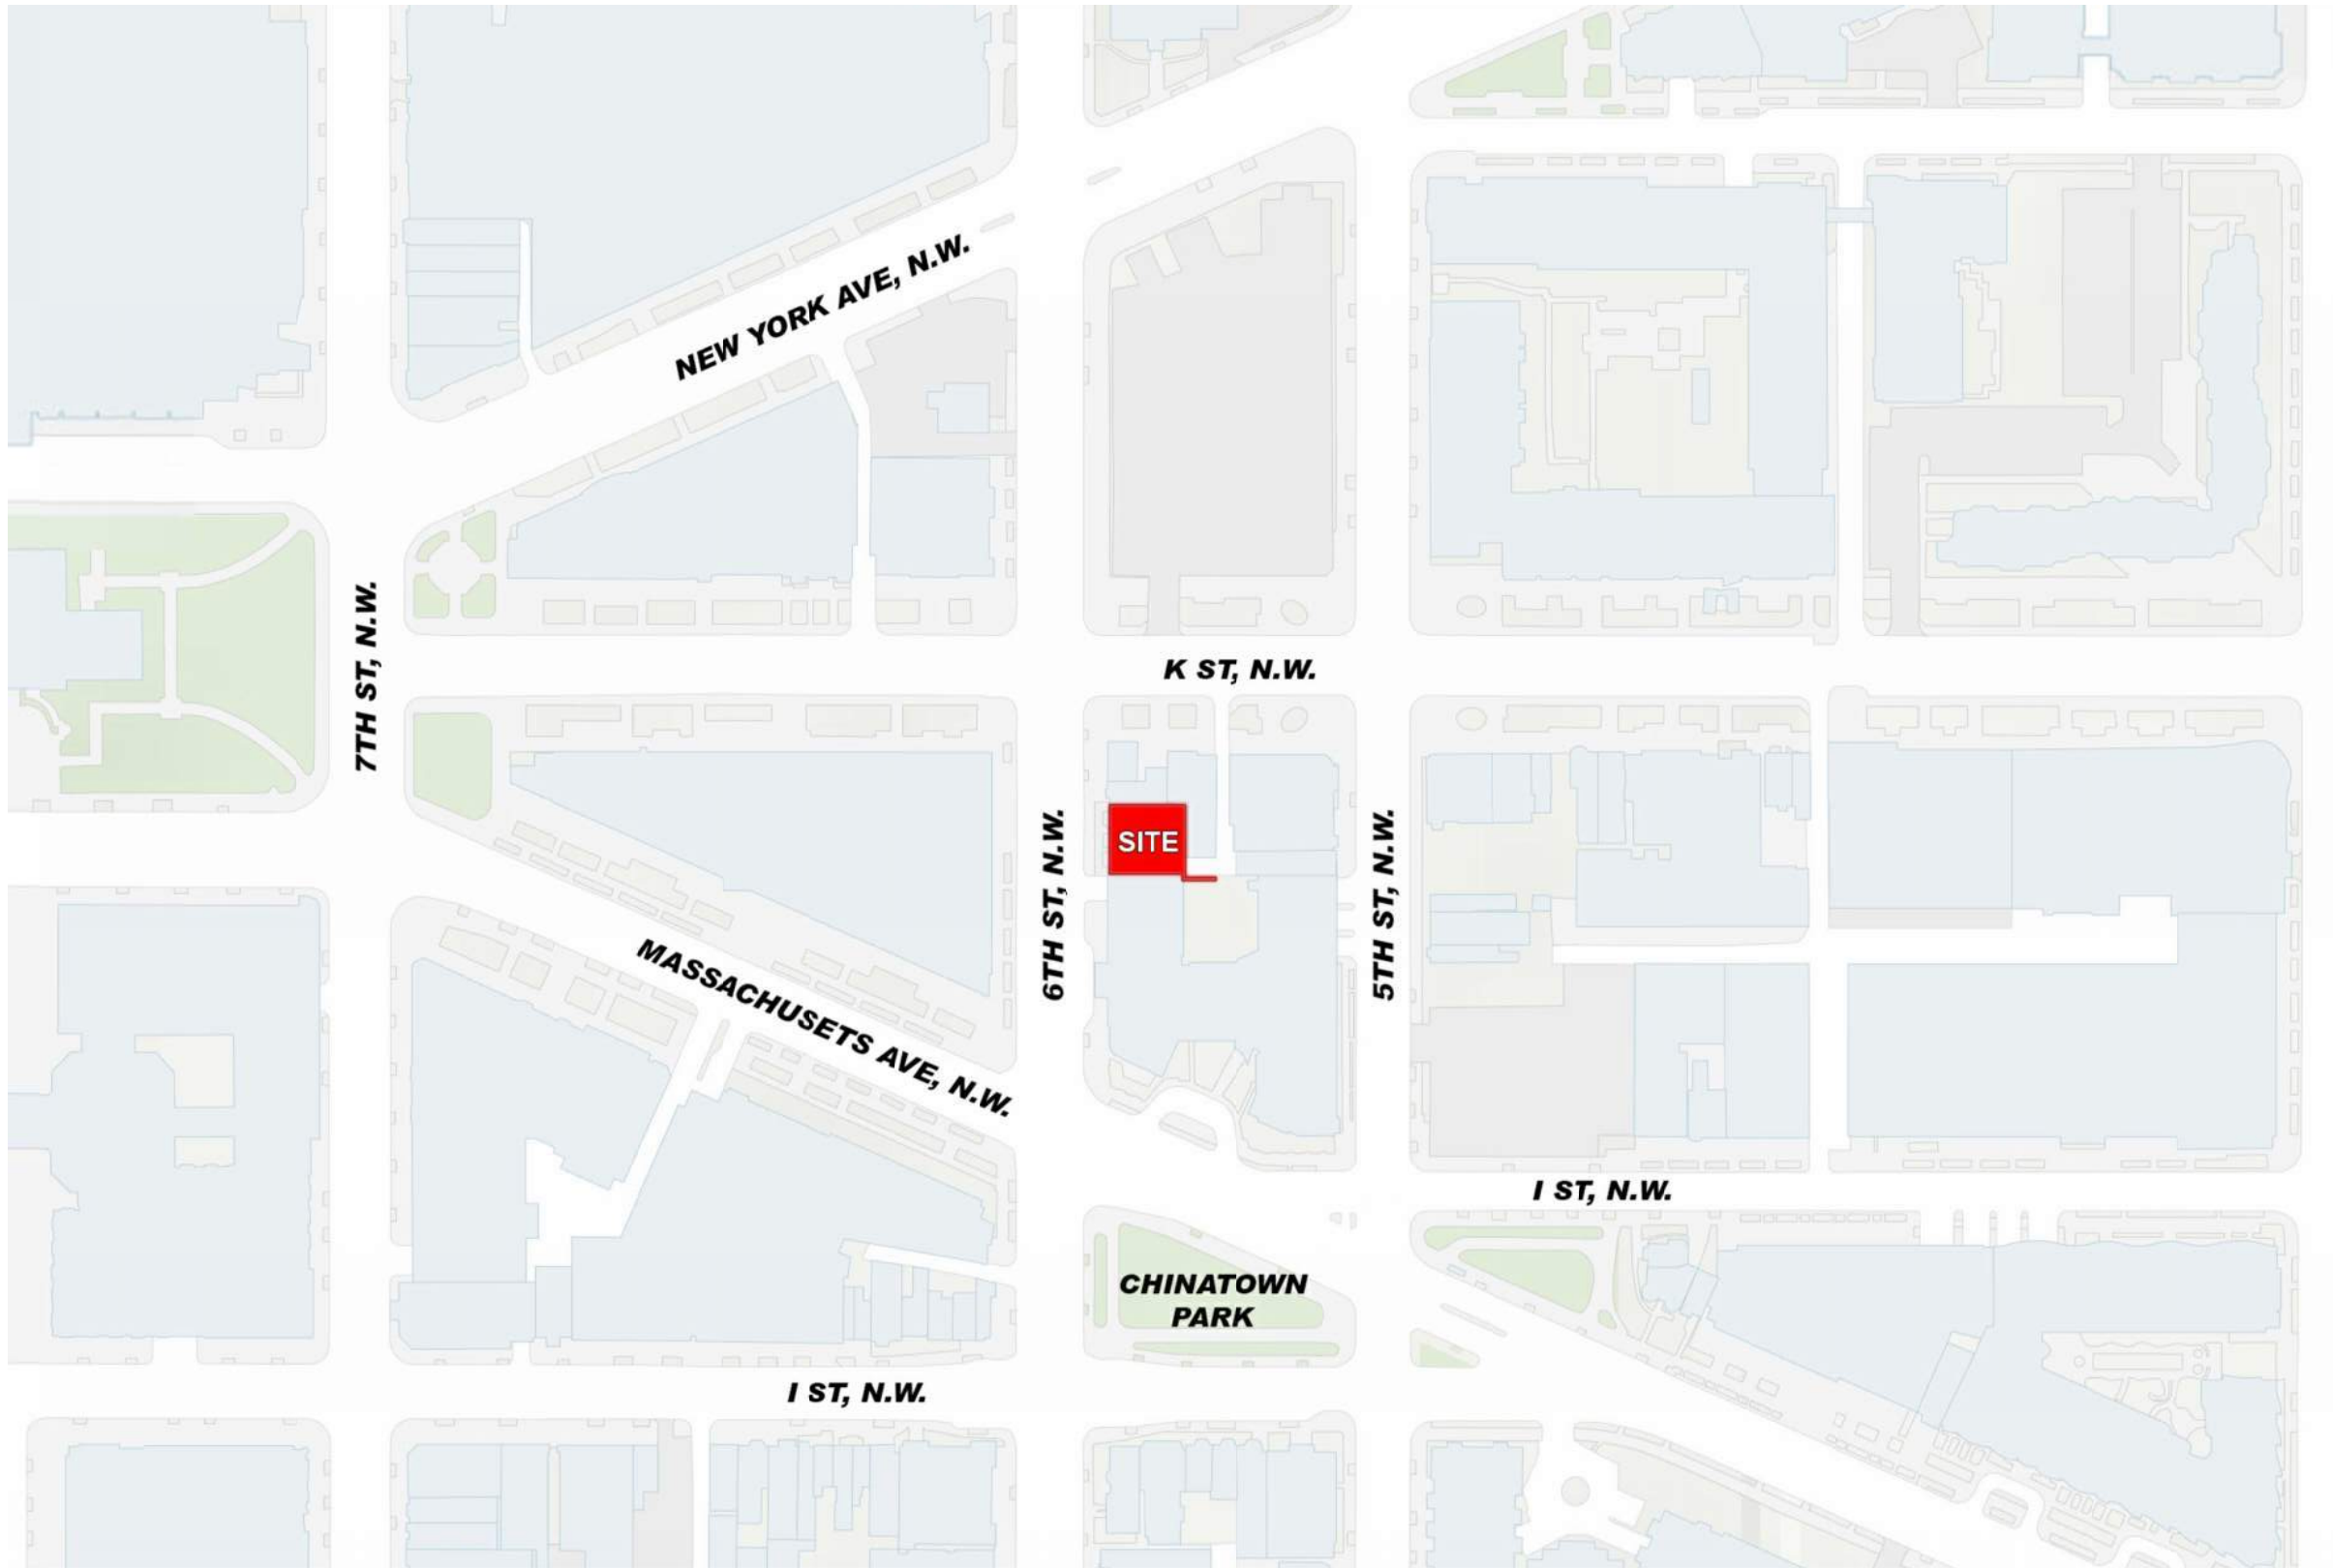 NEW YORK AVE, N.W.
K ST, N.W.
7TH ST, N.W.
SITE
6TH ST, N.W.
5TH ST, N.W.
MASSACHUSETS AVE, N.W.
I ST, N.W.
CHINATOWN
PARK
I ST, N.W.